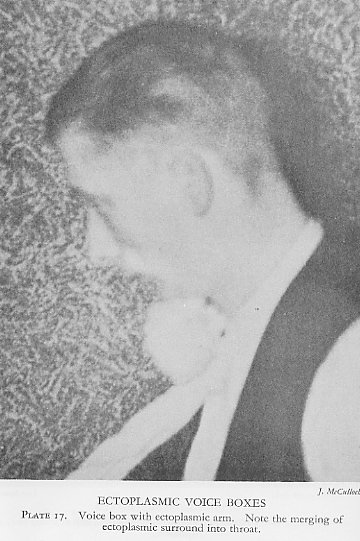 J. McCulloch
ECTOPLASMIC VOICE BOXES
PLATE 17. Voice box with ectoplasmic arm. Note the merging of
ectoplasmic surround into throat.